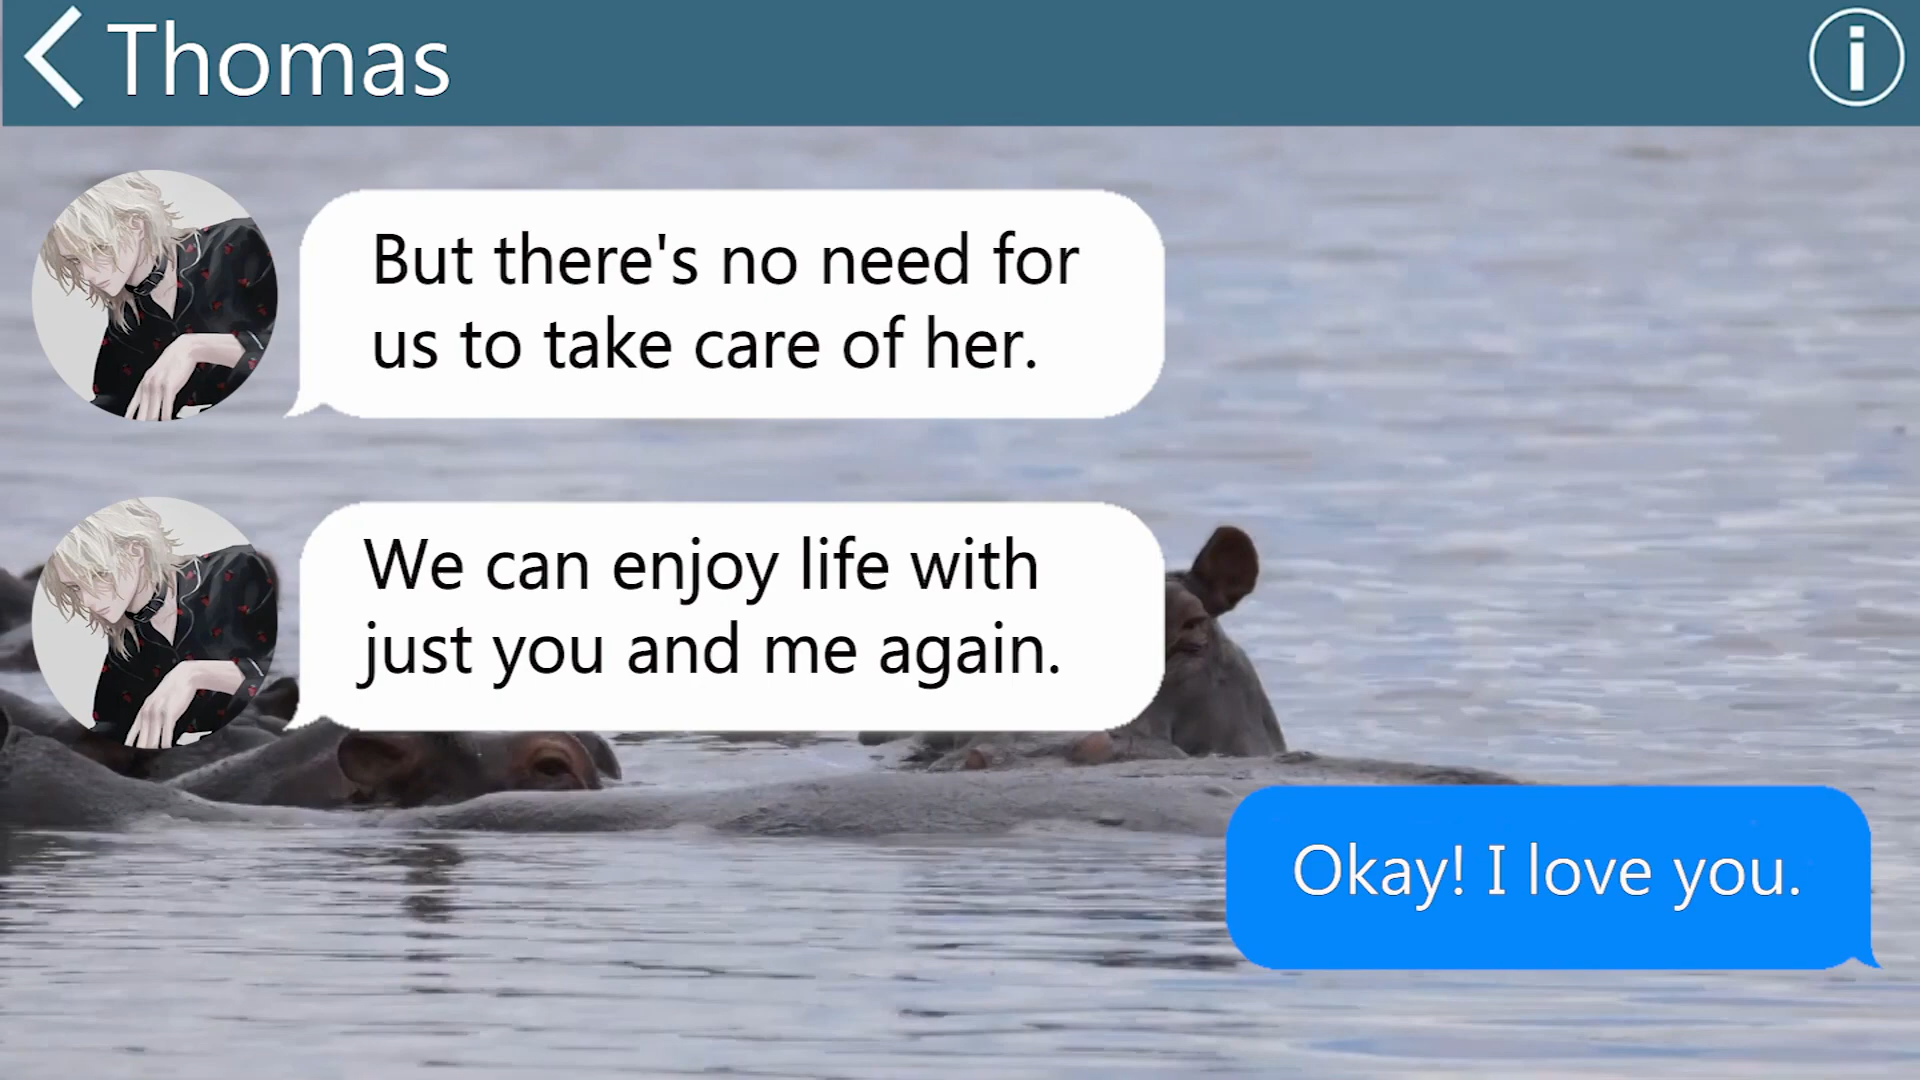 Thomas
But there's no need for
us to take care of her.
We can enjoy life with
just you and me again.
Okay! I love you.